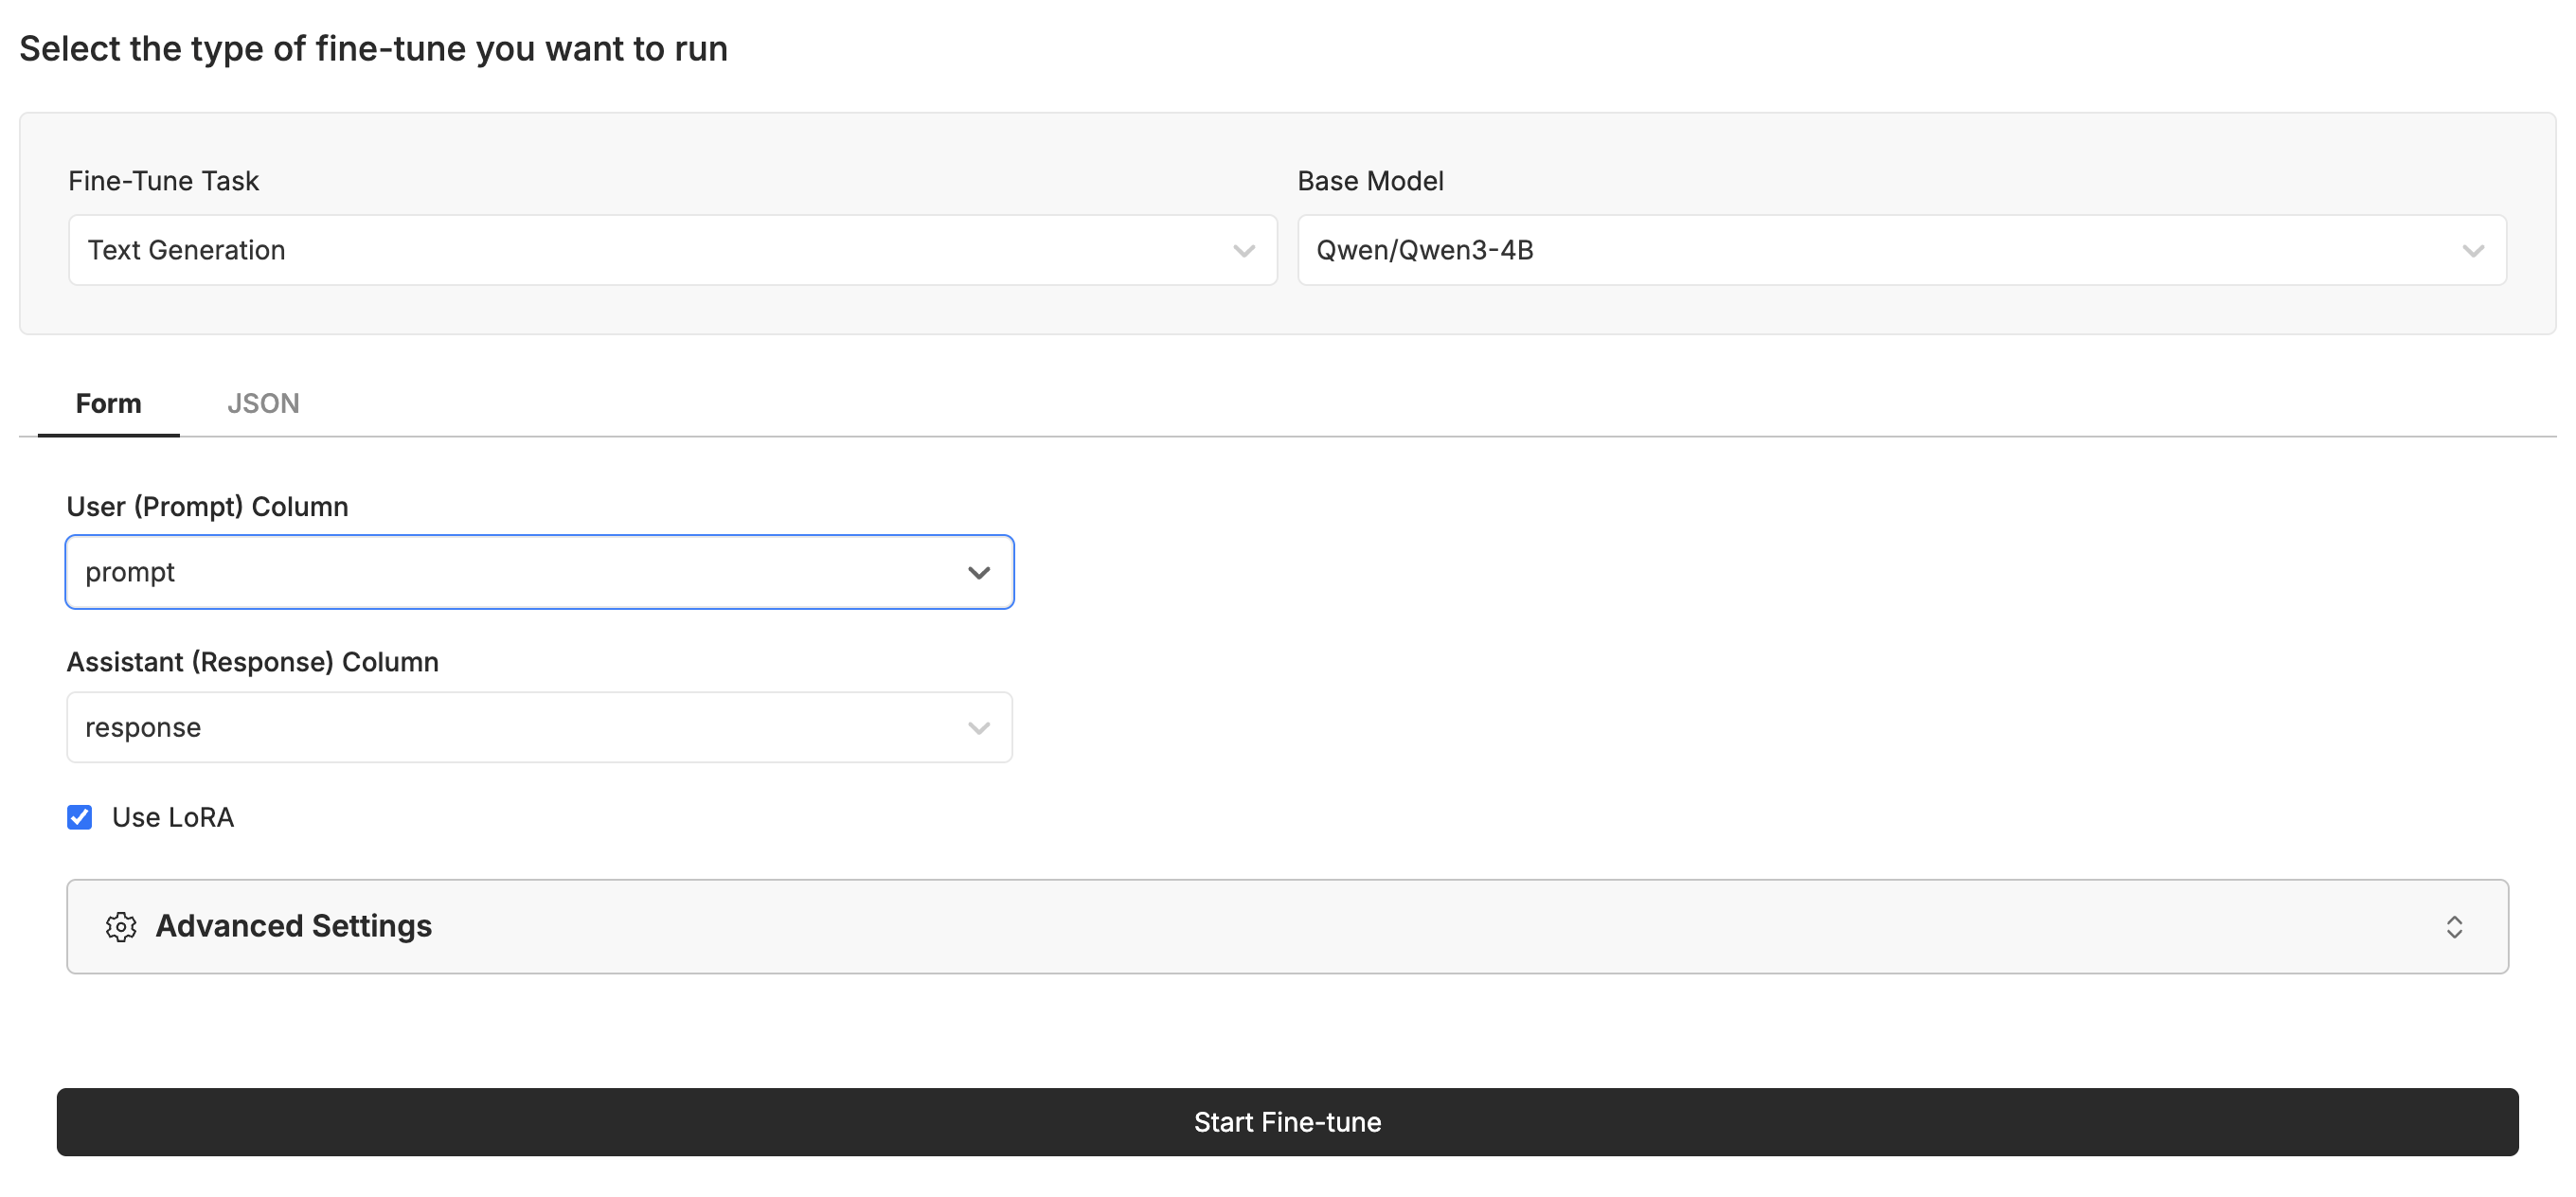 Select the type of fine-tune you want to run
Fine-Tune Task
Base Model
Text Generation
Qwen/Qwen3-4B
Form
JSON
User (Prompt) Column
prompt
Assistant (Response) Column
response
Use LoRA
Advanced Settings
Start Fine-tune